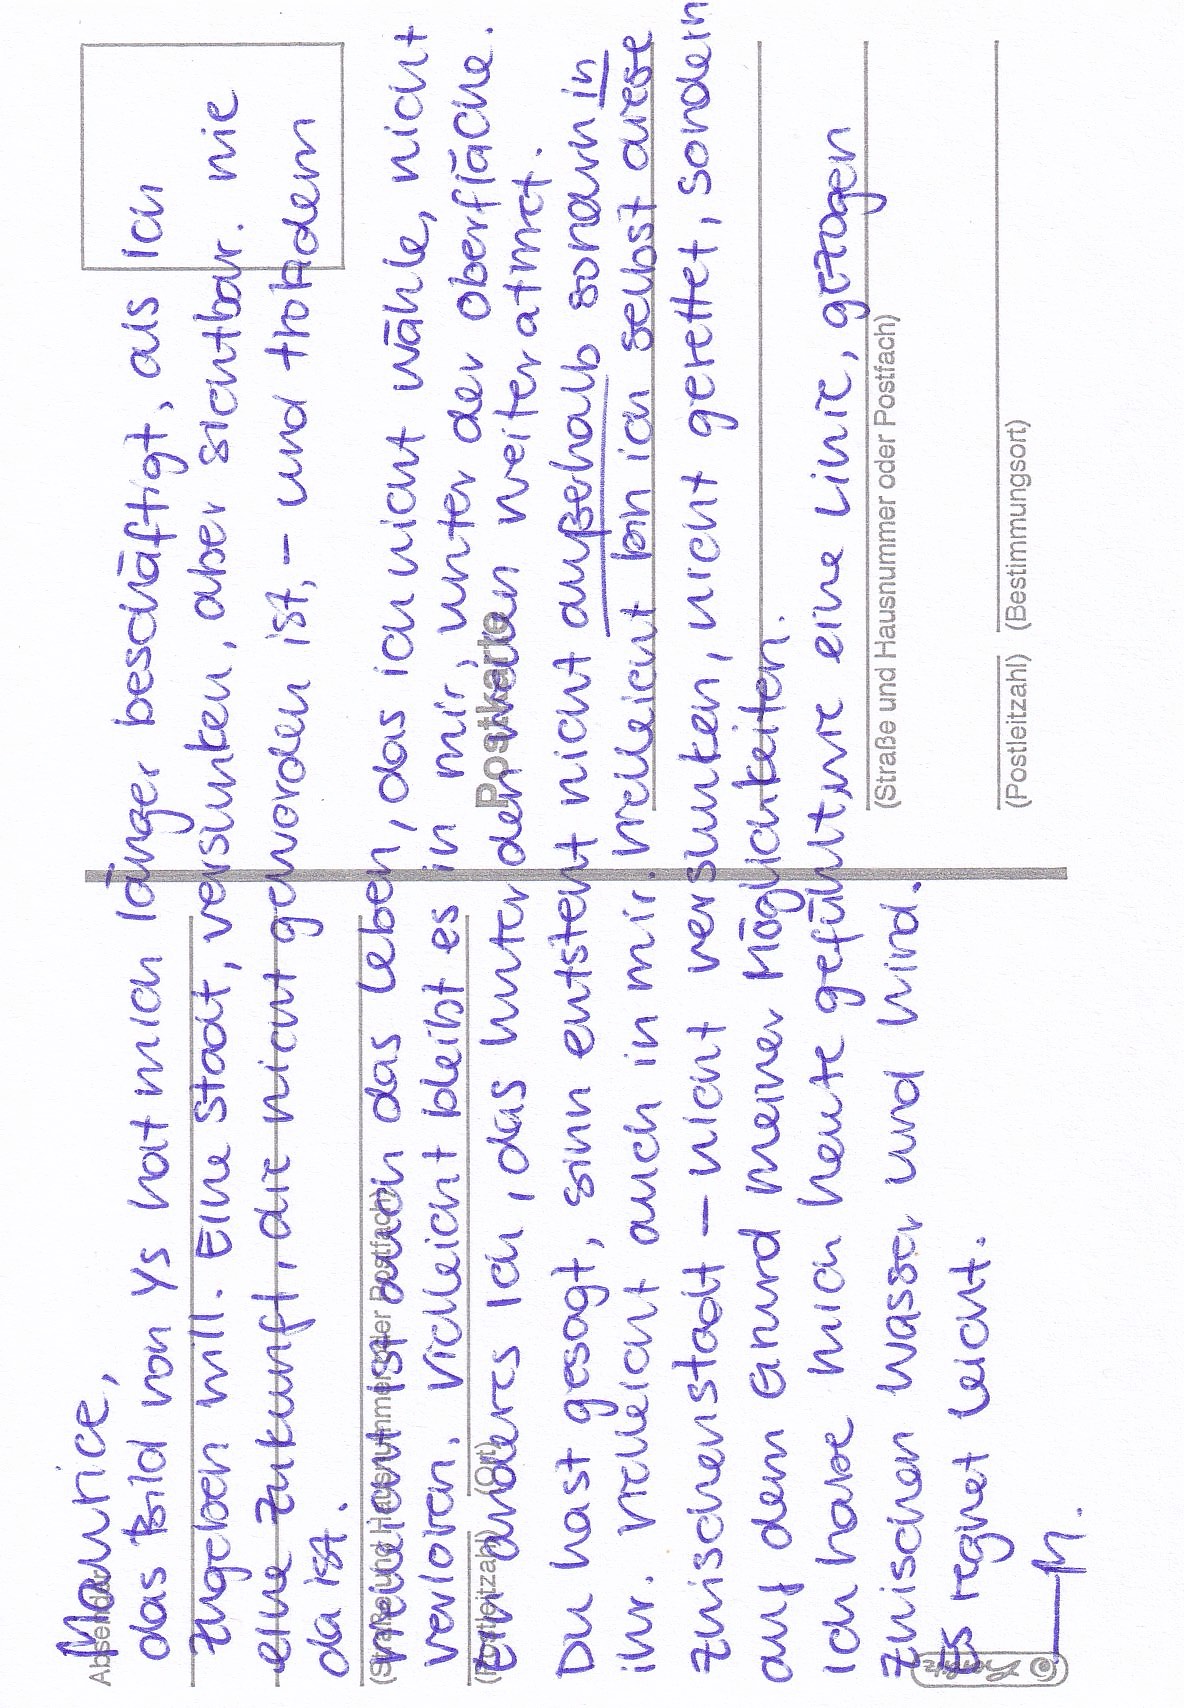 Maurice,
Absender
das Bild von Ys hat mich länger beschäftigt, als ich
zugeben will. Eine Stadt, versunken, aber sichtbar. wie
eine Zukunft, die nicht geworden ist, – und trotzdem
da ist.
(Straße und Hausnummer oder Postfach)
vielleicht ist auch das Leben, das ich nicht wähle, nicht
verloren. Vielleicht bleibt es in mir, unter der Oberfläche.
(Postleitzahl) (Ort)
Postkarte
Ein anderes Ich, das unter den Wellen weiter atmet.
Du hast gesagt, sinn entsteht nicht außerhalb sondern in
ihr. Vielleicht auch in mir. Vielleicht bin ich selbst diese
zwischenstadt – nicht versunken, nicht gerettet, sondern
auf dem Grund meiner Möglichkeiten.
Ich habe mich heute gefühlt, wie eine Linie, gezogen
zwischen Wasser und Wind.
(Straße und Hausnummer oder Postfach)
Es regnet leicht.
(Postleitzahl) (Bestimmungsort)
— M.